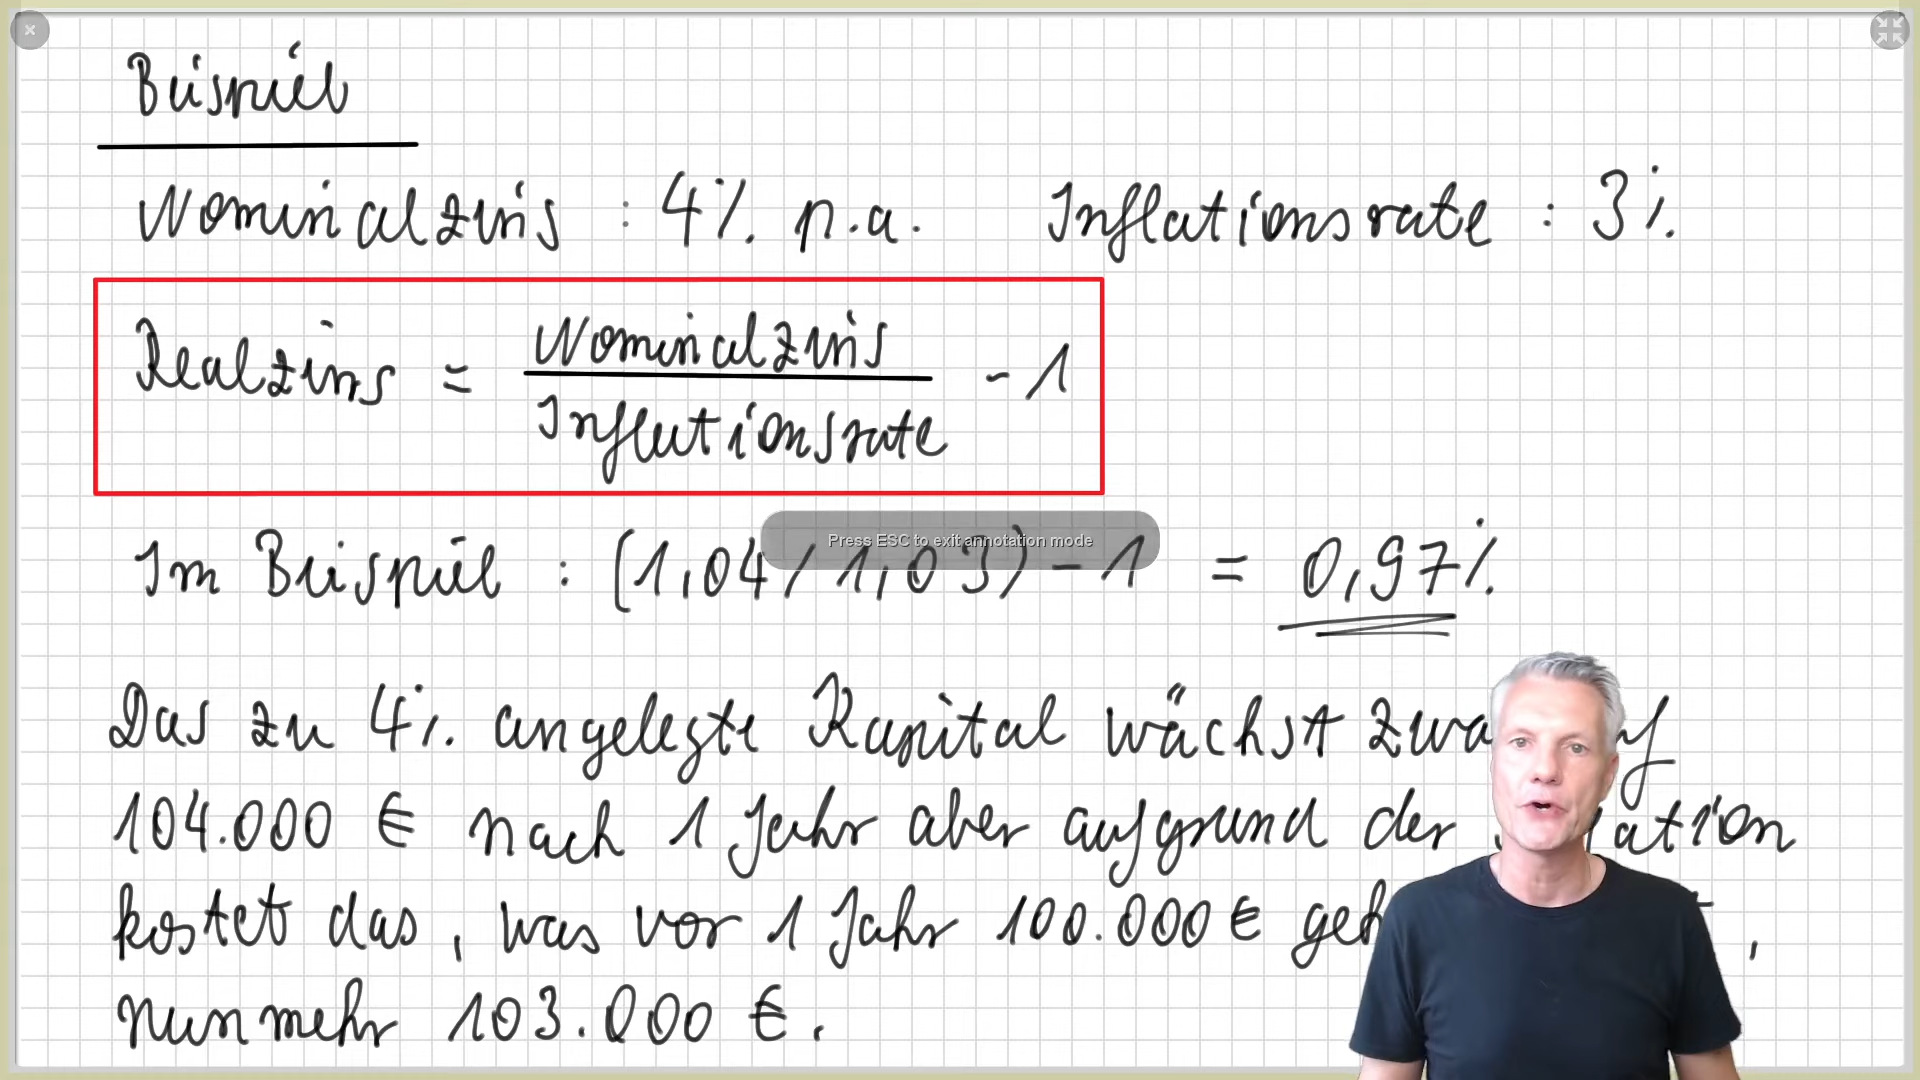 Beispiel
Nominalzins : 4% p.a. Inflationsrate : 3%
Realzins = Nominalzins / Inflationsrate - 1
Press ESC to exit annotation mode
Im Beispiel : (1,04 / 1,03) - 1 = 0,97%
Das zu 4% angelegte Kapital wächst
104.000 € nach 1 Jahr aber aufgrund der
kostet das, was vor 1 Jahr 100.000 €
nunmehr 103.000 €.